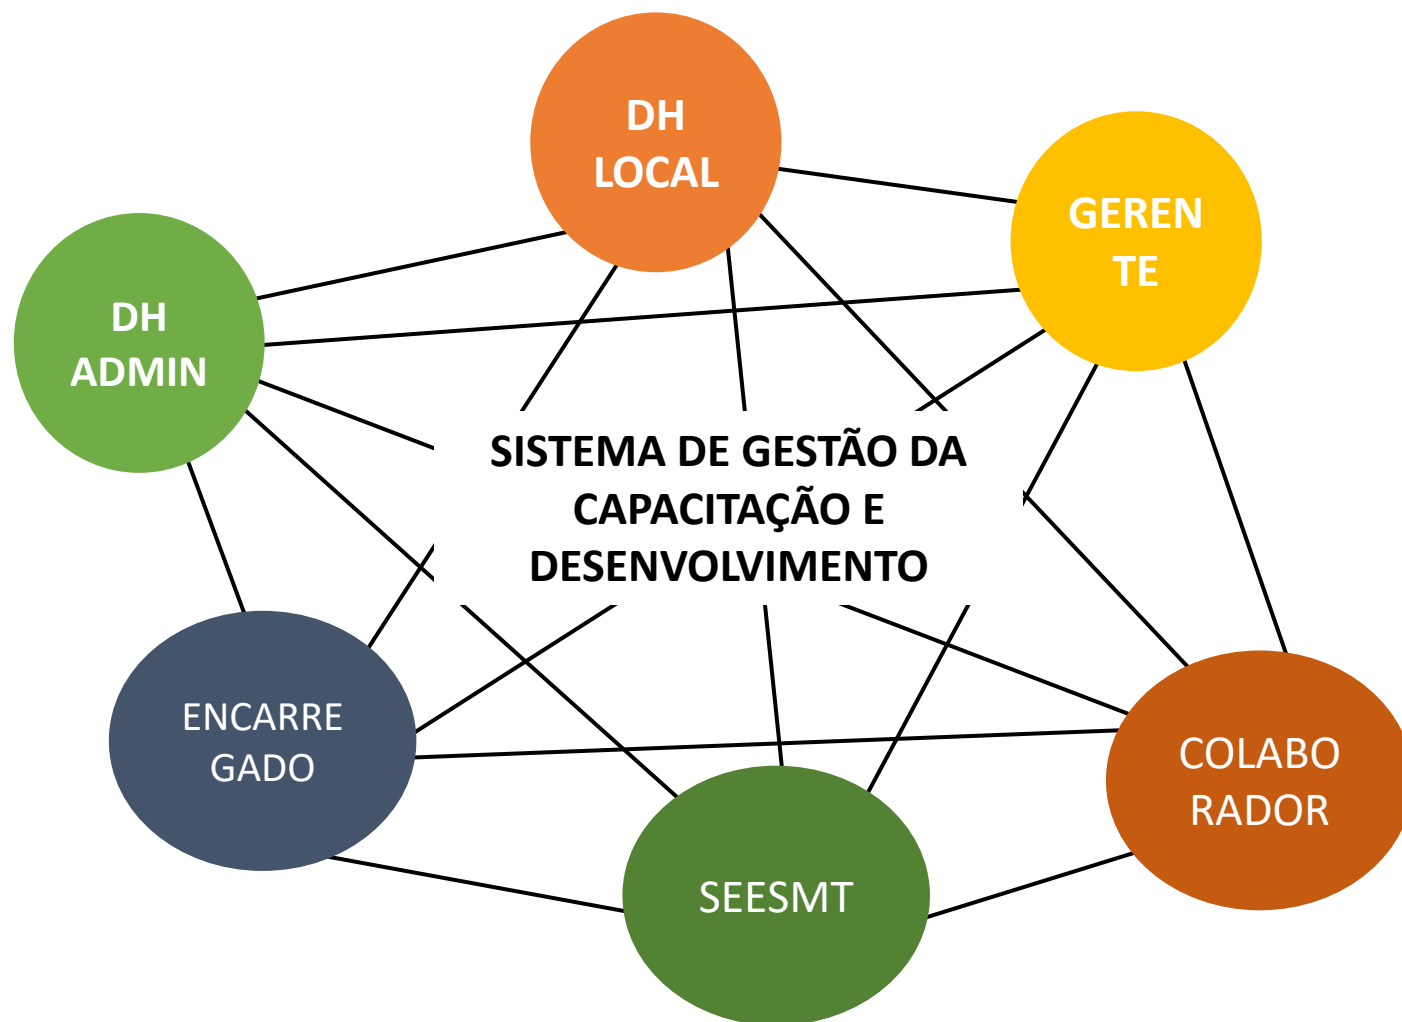 DH
LOCAL
GEREN
TE
DH
ADMIN
SISTEMA DE GESTÃO DA
CAPACITAÇÃO E
DESENVOLVIMENTO
ENCARRE
GADO
COLABO
RADOR
SEESMT